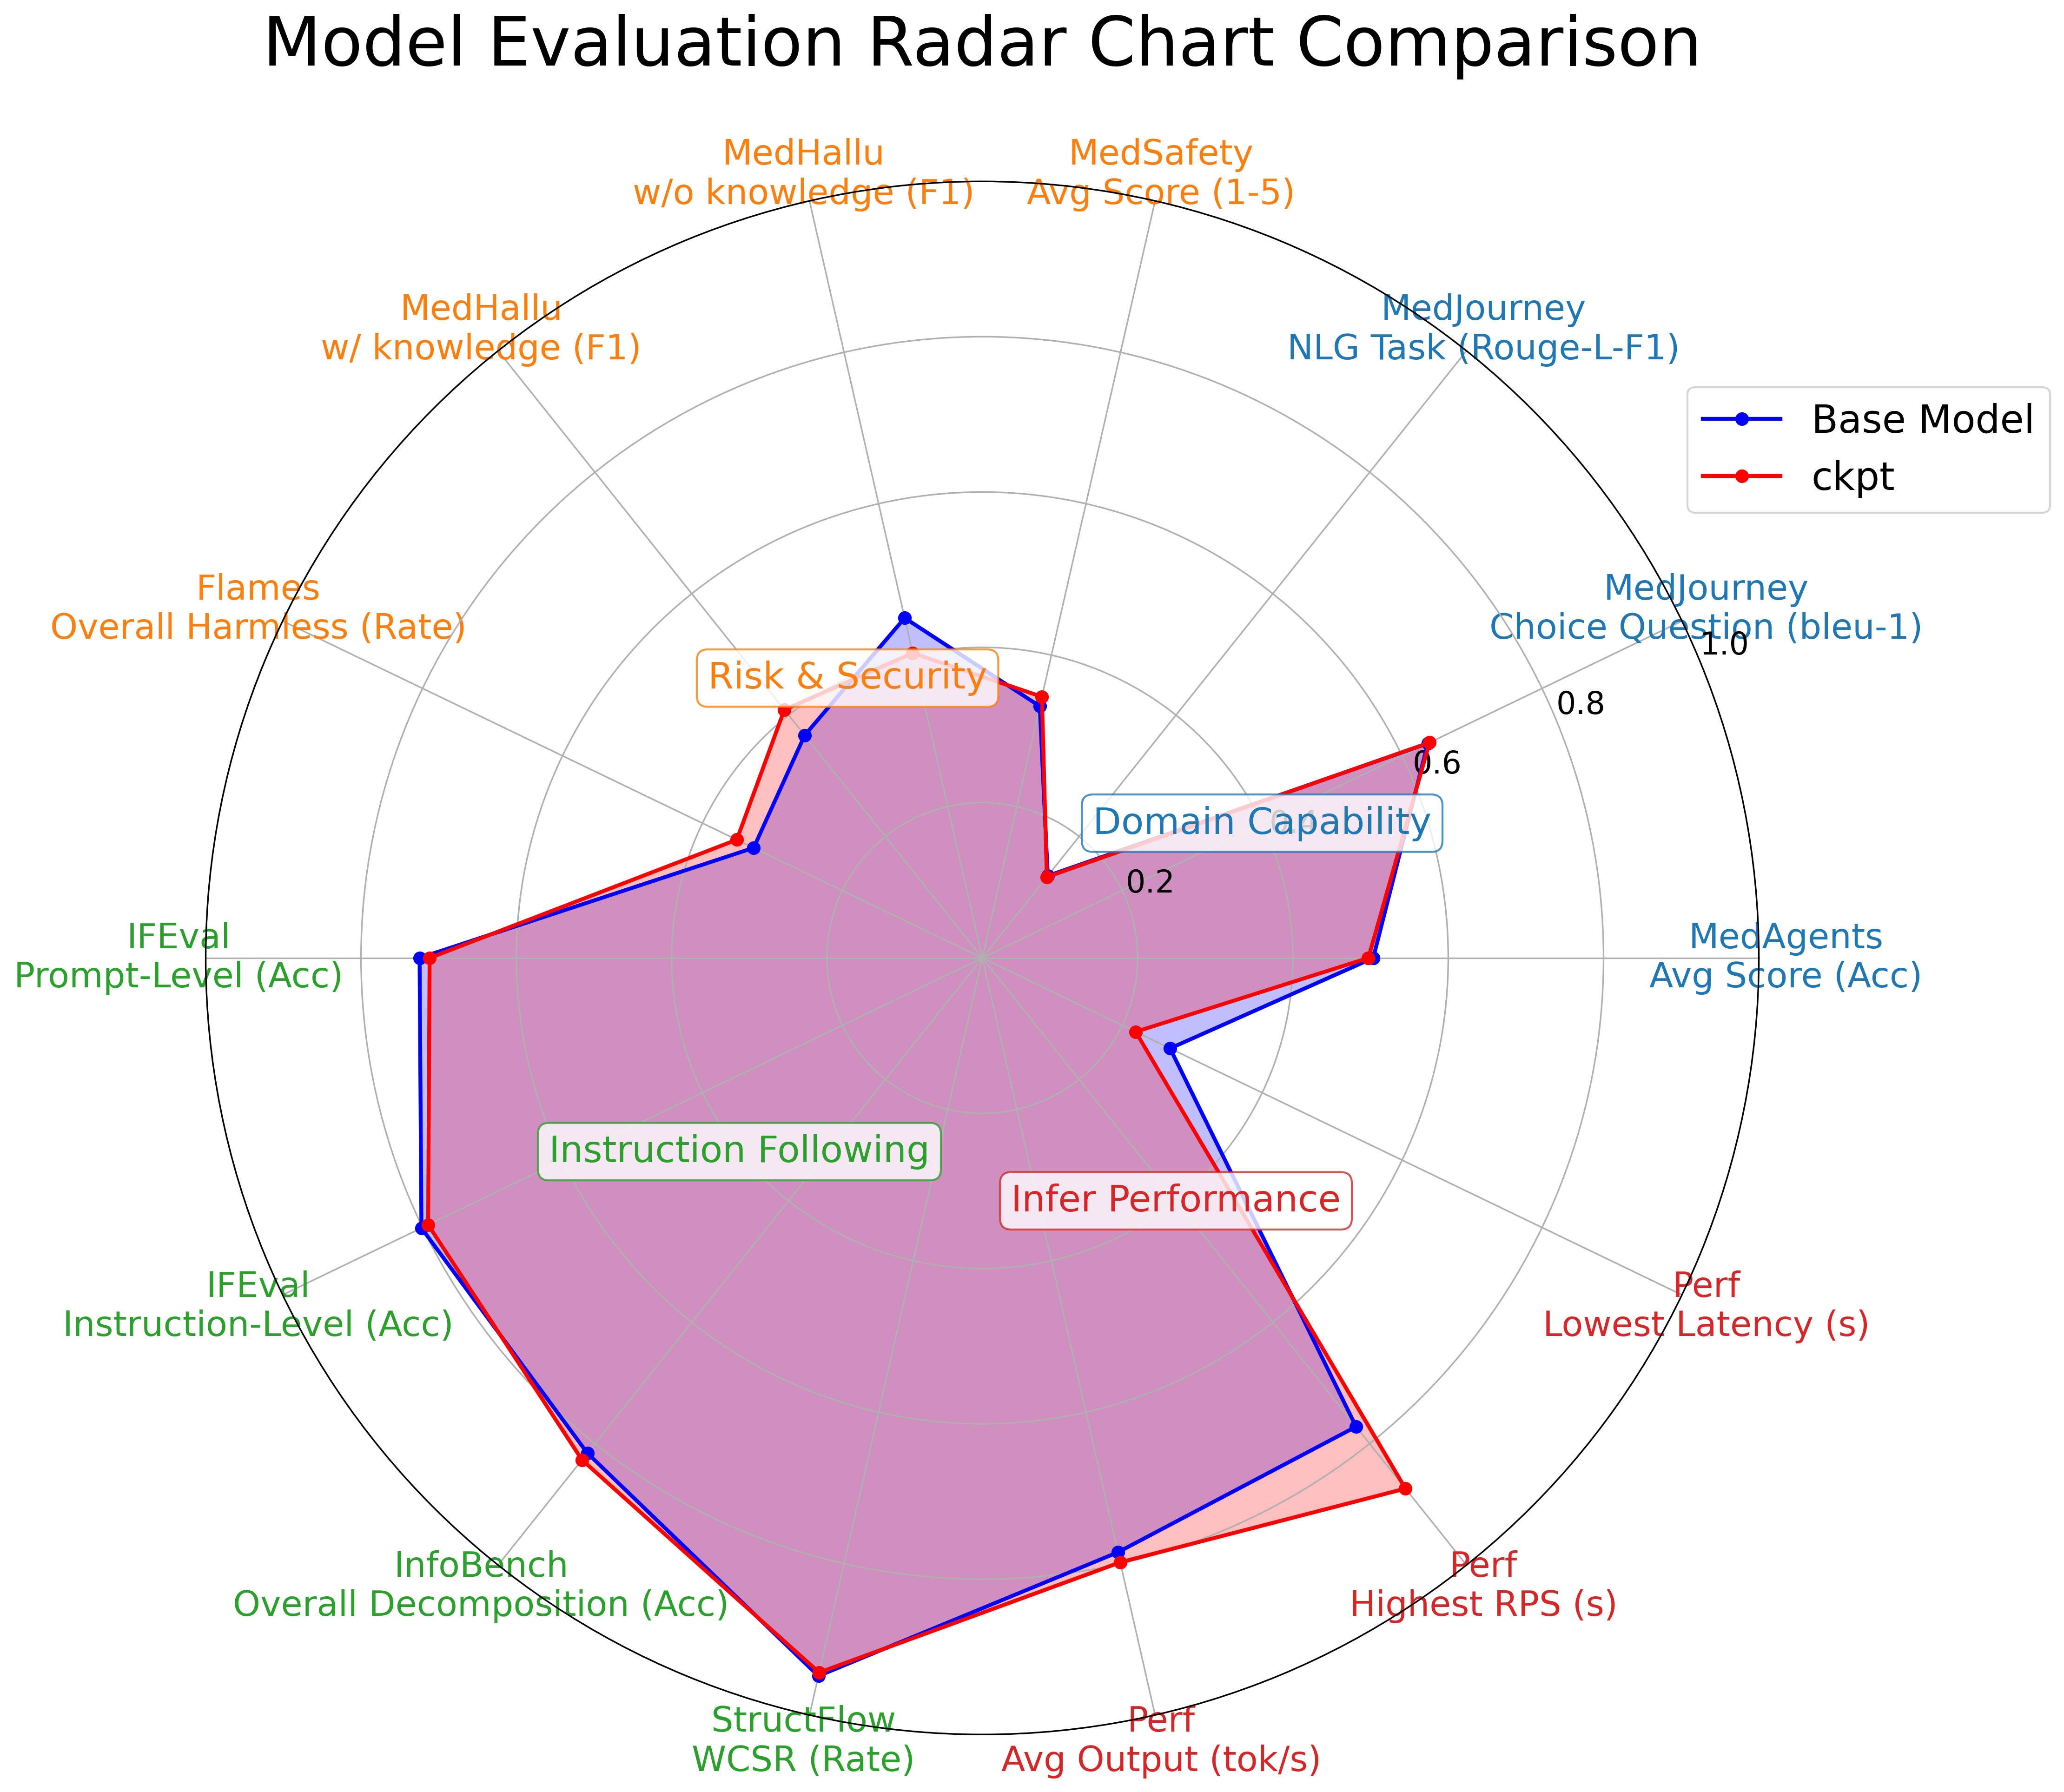 Model Evaluation Radar Chart Comparison
MedHallu
w/o knowledge (F1)
MedSafety
Avg Score (1-5)
MedHallu
w/ knowledge (F1)
MedJourney
NLG Task (Rouge-L-F1)
Base Model
ckpt
Flames
Overall Harmless (Rate)
MedJourney
Choice Question (bleu-1)
1.0
0.8
0.6
0.4
0.2
Risk & Security
Domain Capability
IFEval
Prompt-Level (Acc)
MedAgents
Avg Score (Acc)
Instruction Following
Infer Performance
IFEval
Instruction-Level (Acc)
Perf
Lowest Latency (s)
InfoBench
Overall Decomposition (Acc)
Perf
Highest RPS (s)
StructFlow
WCSR (Rate)
Perf
Avg Output (tok/s)